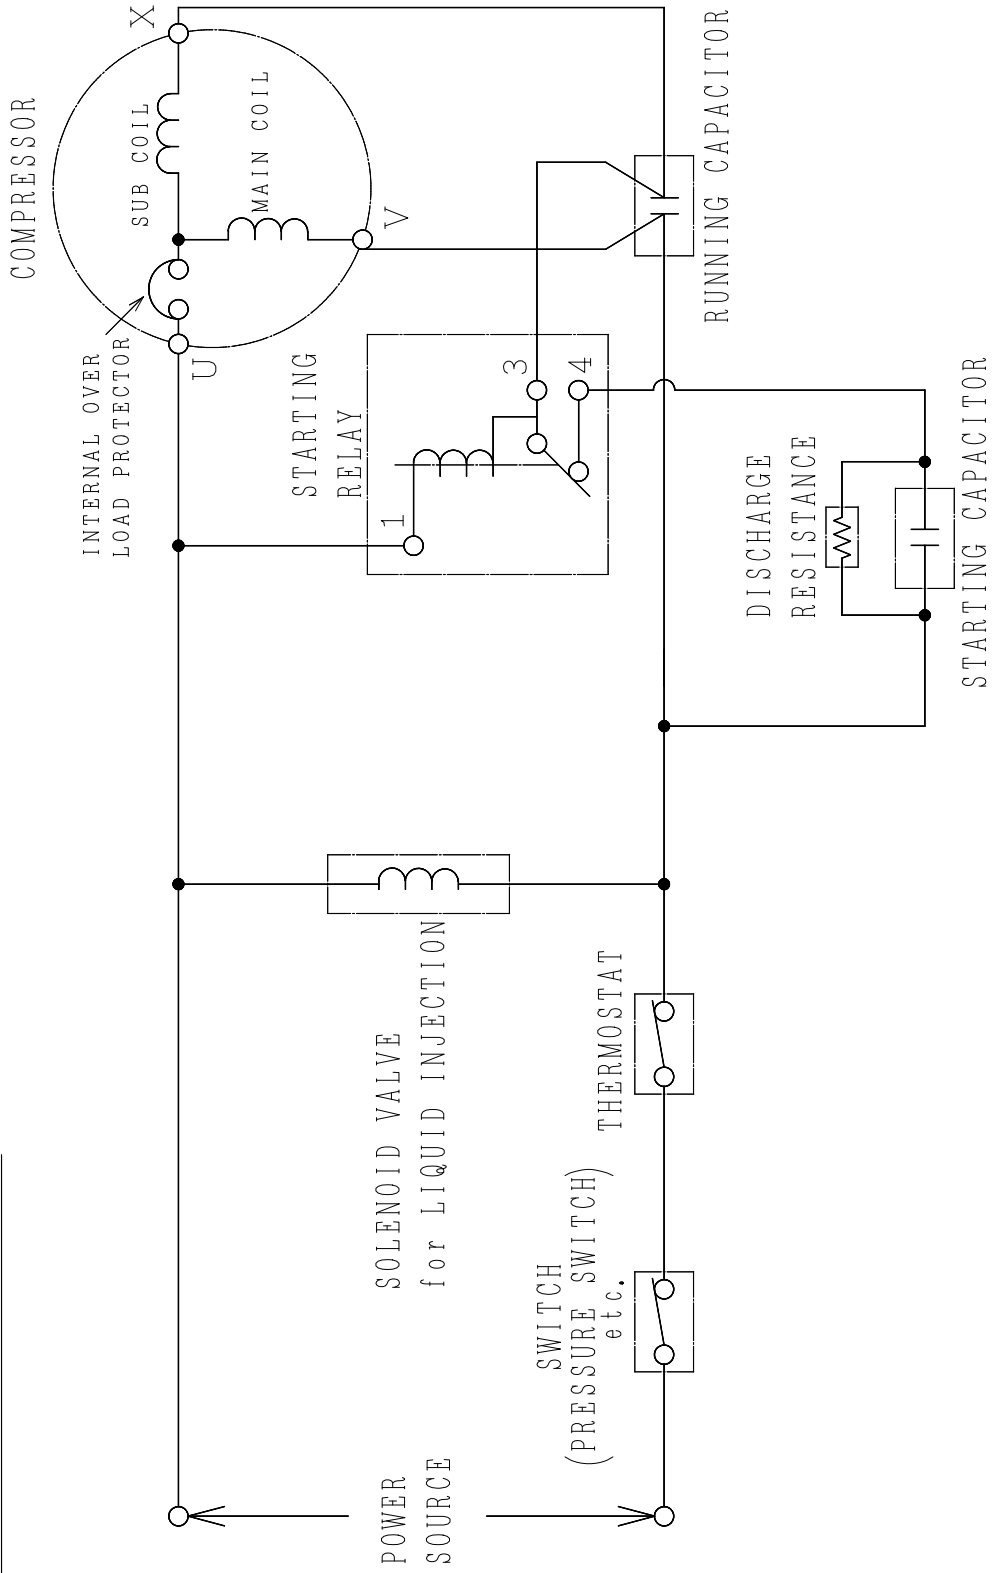 COMPRESSOR
X
SUB COIL
MAIN COIL
V
U
INTERNAL OVER
LOAD PROTECTOR
STARTING
RELAY
1
3
4
RUNNING CAPACITOR
DISCHARGE
RESISTANCE
STARTING CAPACITOR
SOLENOID VALVE
for LIQUID INJECTION
THERMOSTAT
SWITCH
(PRESSURE SWITCH)
etc.
POWER
SOURCE